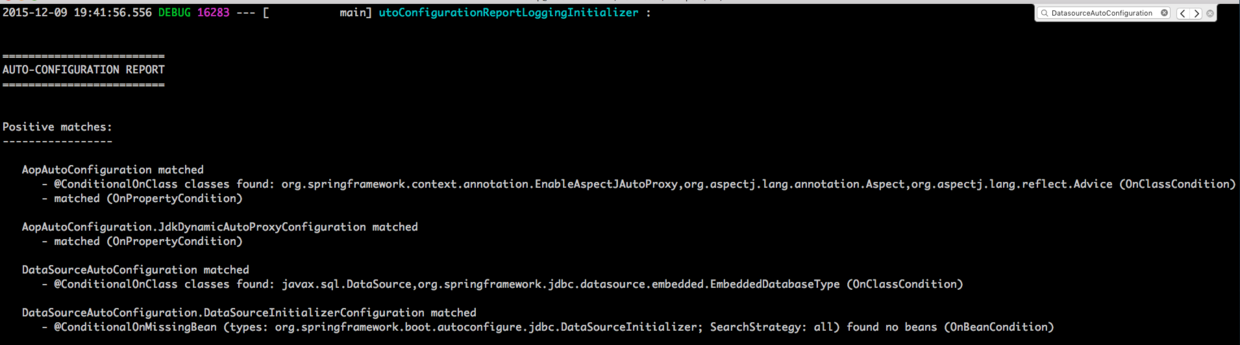 2015-12-09 19:41:56.556 DEBUG 16283 --- [           main] utoConfigurationReportLoggingInitializer :
DatasourceAutoConfiguration
=========================
AUTO-CONFIGURATION REPORT
=========================
Positive matches:
-----------------
AopAutoConfiguration matched
- @ConditionalOnClass classes found: org.springframework.context.annotation.EnableAspectJAutoProxy,org.aspectj.lang.annotation.Aspect,org.aspectj.lang.reflect.Advice (OnClassCondition)
- matched (OnPropertyCondition)
AopAutoConfiguration.JdkDynamicAutoProxyConfiguration matched
- matched (OnPropertyCondition)
DataSourceAutoConfiguration matched
- @ConditionalOnClass classes found: javax.sql.DataSource,org.springframework.jdbc.datasource.embedded.EmbeddedDatabaseType (OnClassCondition)
DataSourceAutoConfiguration.DataSourceInitializerConfiguration matched
- @ConditionalOnMissingBean (types: org.springframework.boot.autoconfigure.jdbc.DataSourceInitializer; SearchStrategy: all) found no beans (OnBeanCondition)